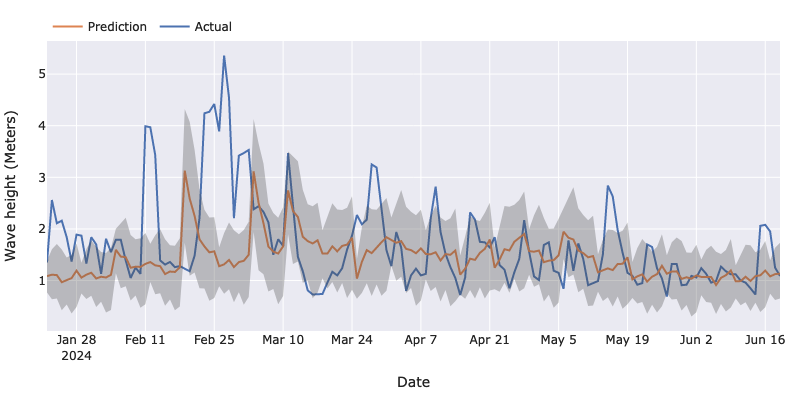 Prediction Actual
Wave height (Meters)
5
4
3
2
1
Jan 28 Feb 11 Feb 25 Mar 10 Mar 24 Apr 7 Apr 21 May 5 May 19 Jun 2 Jun 16
2024
Date